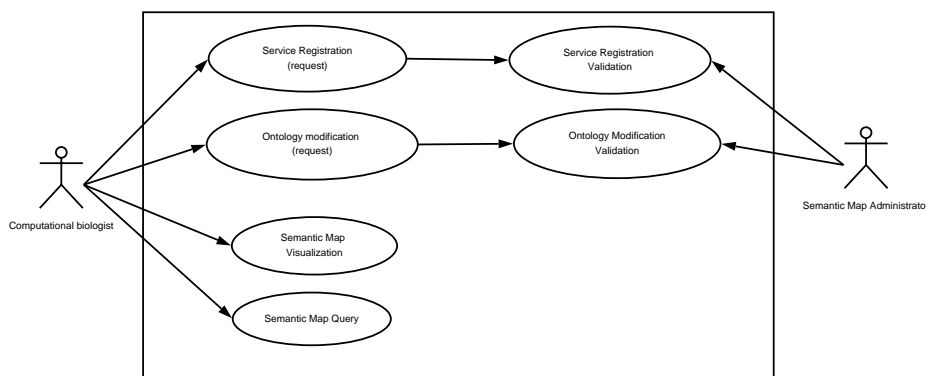 Service Registration
(request)
Service Registration
Validation
Ontology modification
(request)
Ontology Modification
Validation
Computational biologist
Semantic Map Administrato
Semantic Map
Visualization
Semantic Map Query